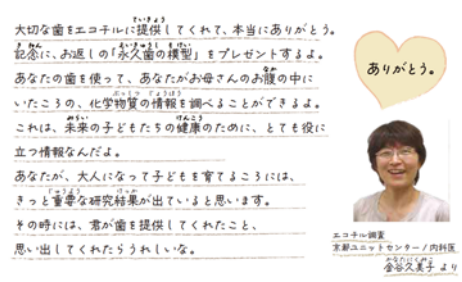 大切な歯をエコチルに提供してくれて、本当にありがとう。
記念に、お返しの「永久歯の模型」をプレゼントするよ。
あなたの歯を使って、あなたがお母さんのお腹の中に
いたころの、化学物質の情報を調べることができるよ。
これは、未来の子どもたちの健康のために、とても役に
立つ情報なんだよ。
あなたが、大人になって子どもを育てるころには、
きっと重要な研究結果が出ていると思います。
その時には、君が歯を提供してくれたこと、
思い出してくれたらうれしいな。
ありがとう。
エコチル調査
京都ユニットセンター/内科医
金谷久美子 より